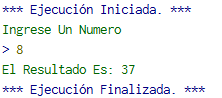 *** Ejecución Iniciada. ***
Ingrese Un Numero
> 8
El Resultado Es: 37
*** Ejecución Finalizada. ***